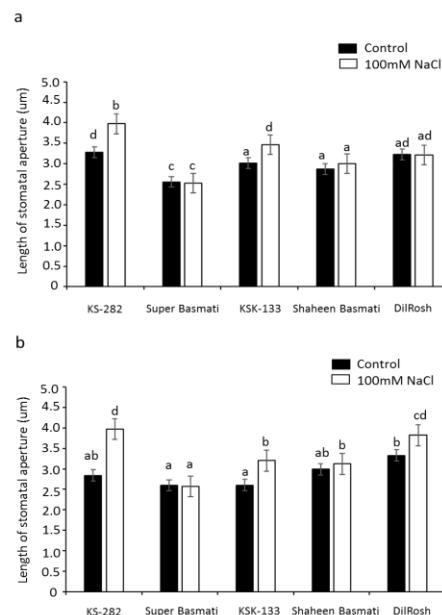 a
Control
100mM NaCl
Length of stomatal aperture (um)
5.0
4.5
4.0
3.5
3.0
2.5
2.0
1.5
1.0
0.5
0
d b c c a d a a ad ad
KS-282 Super Basmati KSK-133 Shaheen Basmati DilRosh
b
Control
100mM NaCl
Length of stomatal aperture (um)
5.0
4.5
4.0
3.5
3.0
2.5
2.0
1.5
1.0
0.5
0
ab d a a a b ab b b cd
KS-282 Super Basmati KSK-133 Shaheen Basmati DilRosh